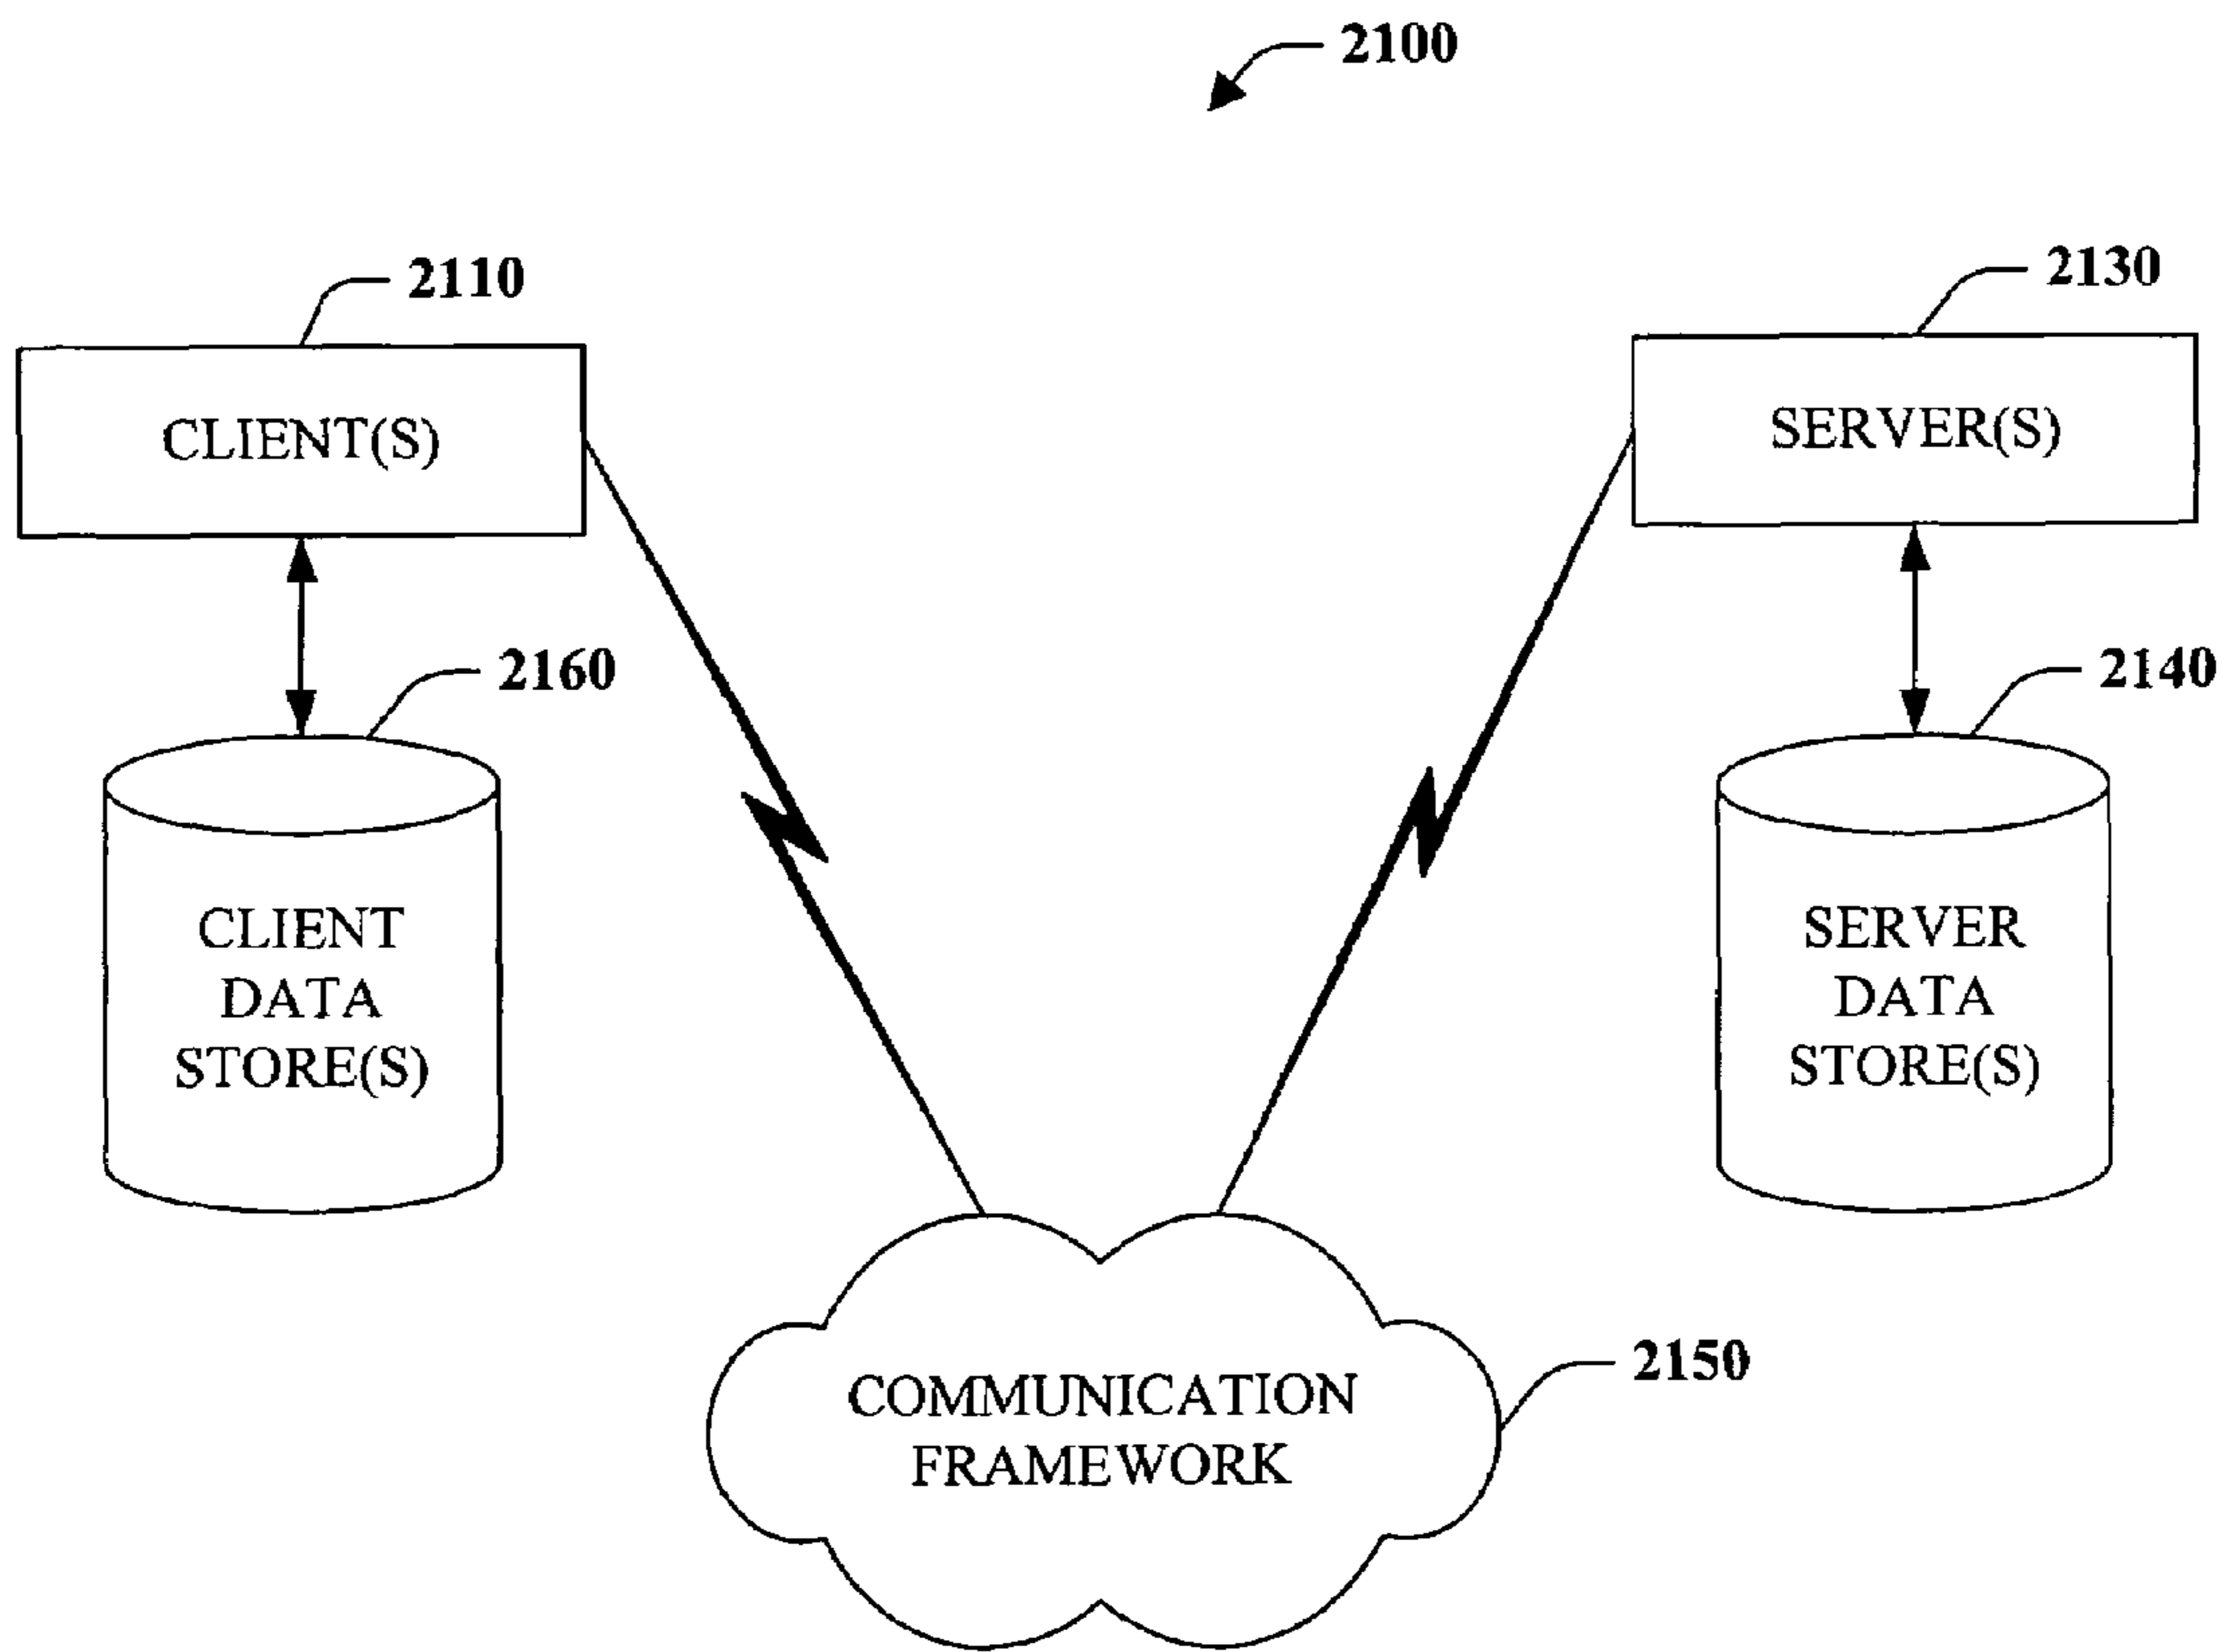 2100
2110
2130
CLIENT(S)
SERVER(S)
2160
2140
CLIENT
DATA
STORE(S)
SERVER
DATA
STORE(S)
2150
COMMUNICATION
FRAMEWORK